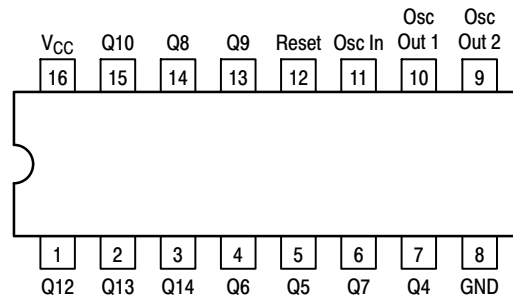 Osc Osc
VCC Q10 Q8 Q9 Reset Osc In Out 1 Out 2
16 15 14 13 12 11 10 9
1 2 3 4 5 6 7 8
Q12 Q13 Q14 Q6 Q5 Q7 Q4 GND